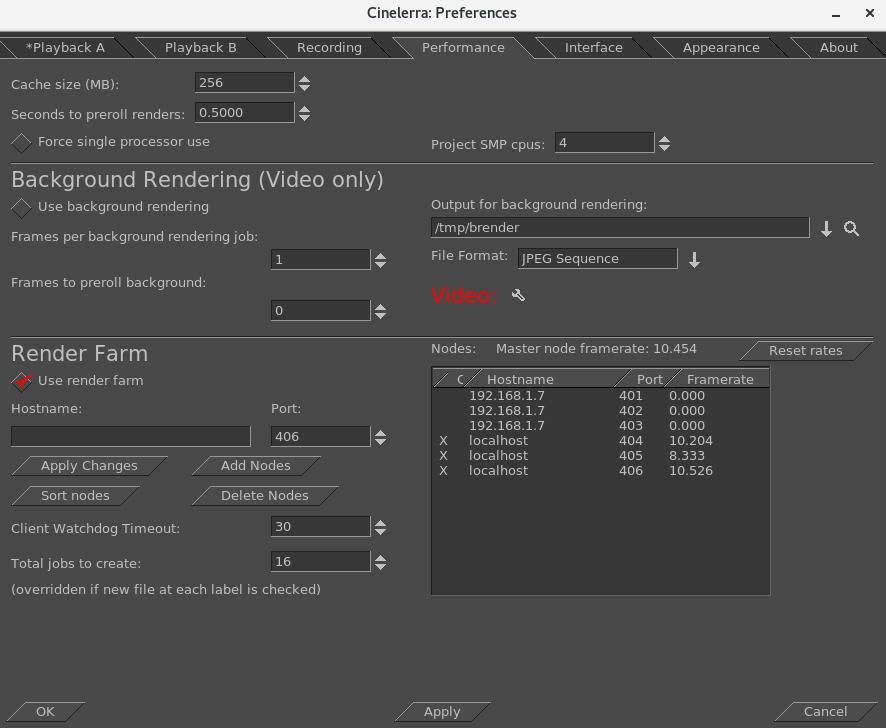 Cinelerra: Preferences
*Playback A Playback B Recording Performance Interface Appearance About
Cache size (MB): 256
Seconds to preroll renders: 0.5000
Force single processor use
Project SMP cpus: 4
Background Rendering (Video only)
Use background rendering
Output for background rendering:
/tmp/brender
Frames per background rendering job:
1
File Format: JPEG Sequence
Frames to preroll background:
0
Video:
Render Farm
Nodes: Master node framerate: 10.454
Reset rates
Use render farm
Hostname: Port:
406
Apply Changes Add Nodes
Sort nodes Delete Nodes
Client Watchdog Timeout: 30
Total jobs to create: 16
(overridden if new file at each label is checked)
C Hostname Port Framerate
192.168.1.7 401 0.000
192.168.1.7 402 0.000
192.168.1.7 403 0.000
X localhost 404 10.204
X localhost 405 8.333
X localhost 406 10.526
OK Apply Cancel